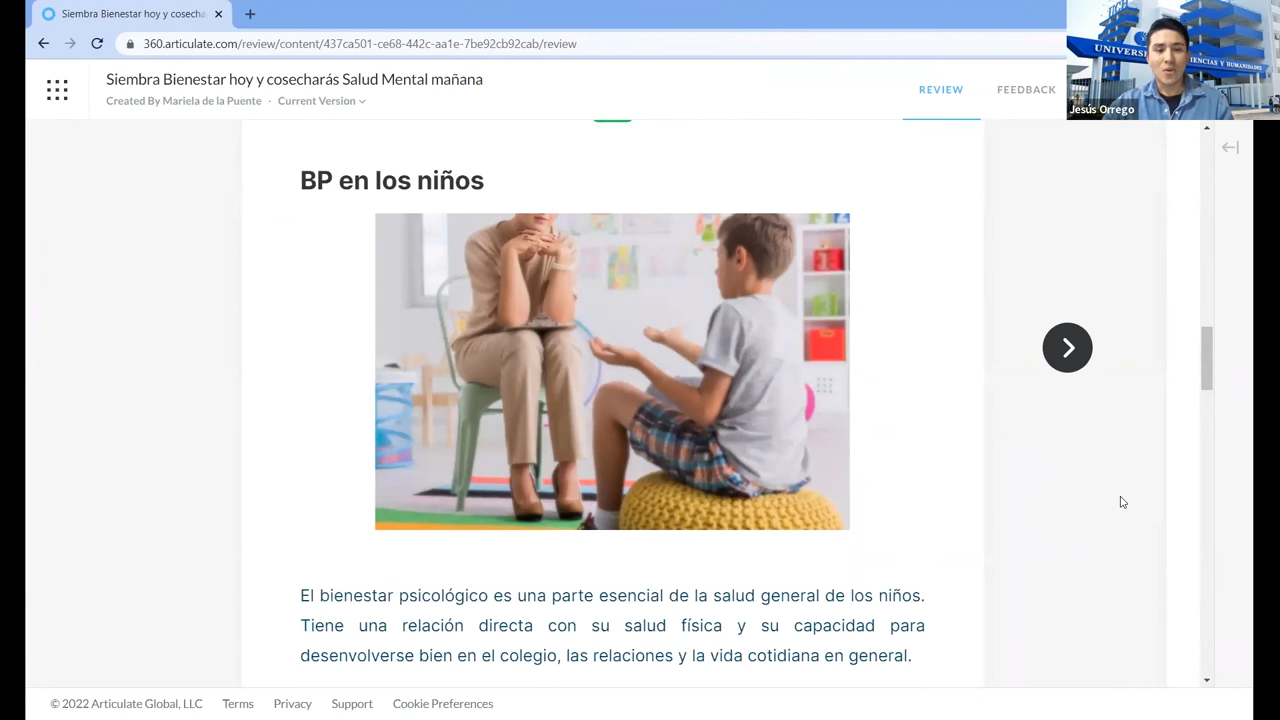 Siembra Bienestar hoy y cosecha
360.articulate.com/review/content/437ca501-ce68-442c-aa1e-7be92cb92cab/review
Siembra Bienestar hoy y cosecharás Salud Mental mañana
Created By Mariela de la Puente · Current Version
REVIEW
FEEDBACK
UCH
UNIVERS
IENCIAS Y HUMANIDADES
Jesús Orrego
BP en los niños
El bienestar psicológico es una parte esencial de la salud general de los niños.
Tiene una relación directa con su salud física y su capacidad para
desenvolverse bien en el colegio, las relaciones y la vida cotidiana en general.
© 2022 Articulate Global, LLC
Terms
Privacy
Support
Cookie Preferences